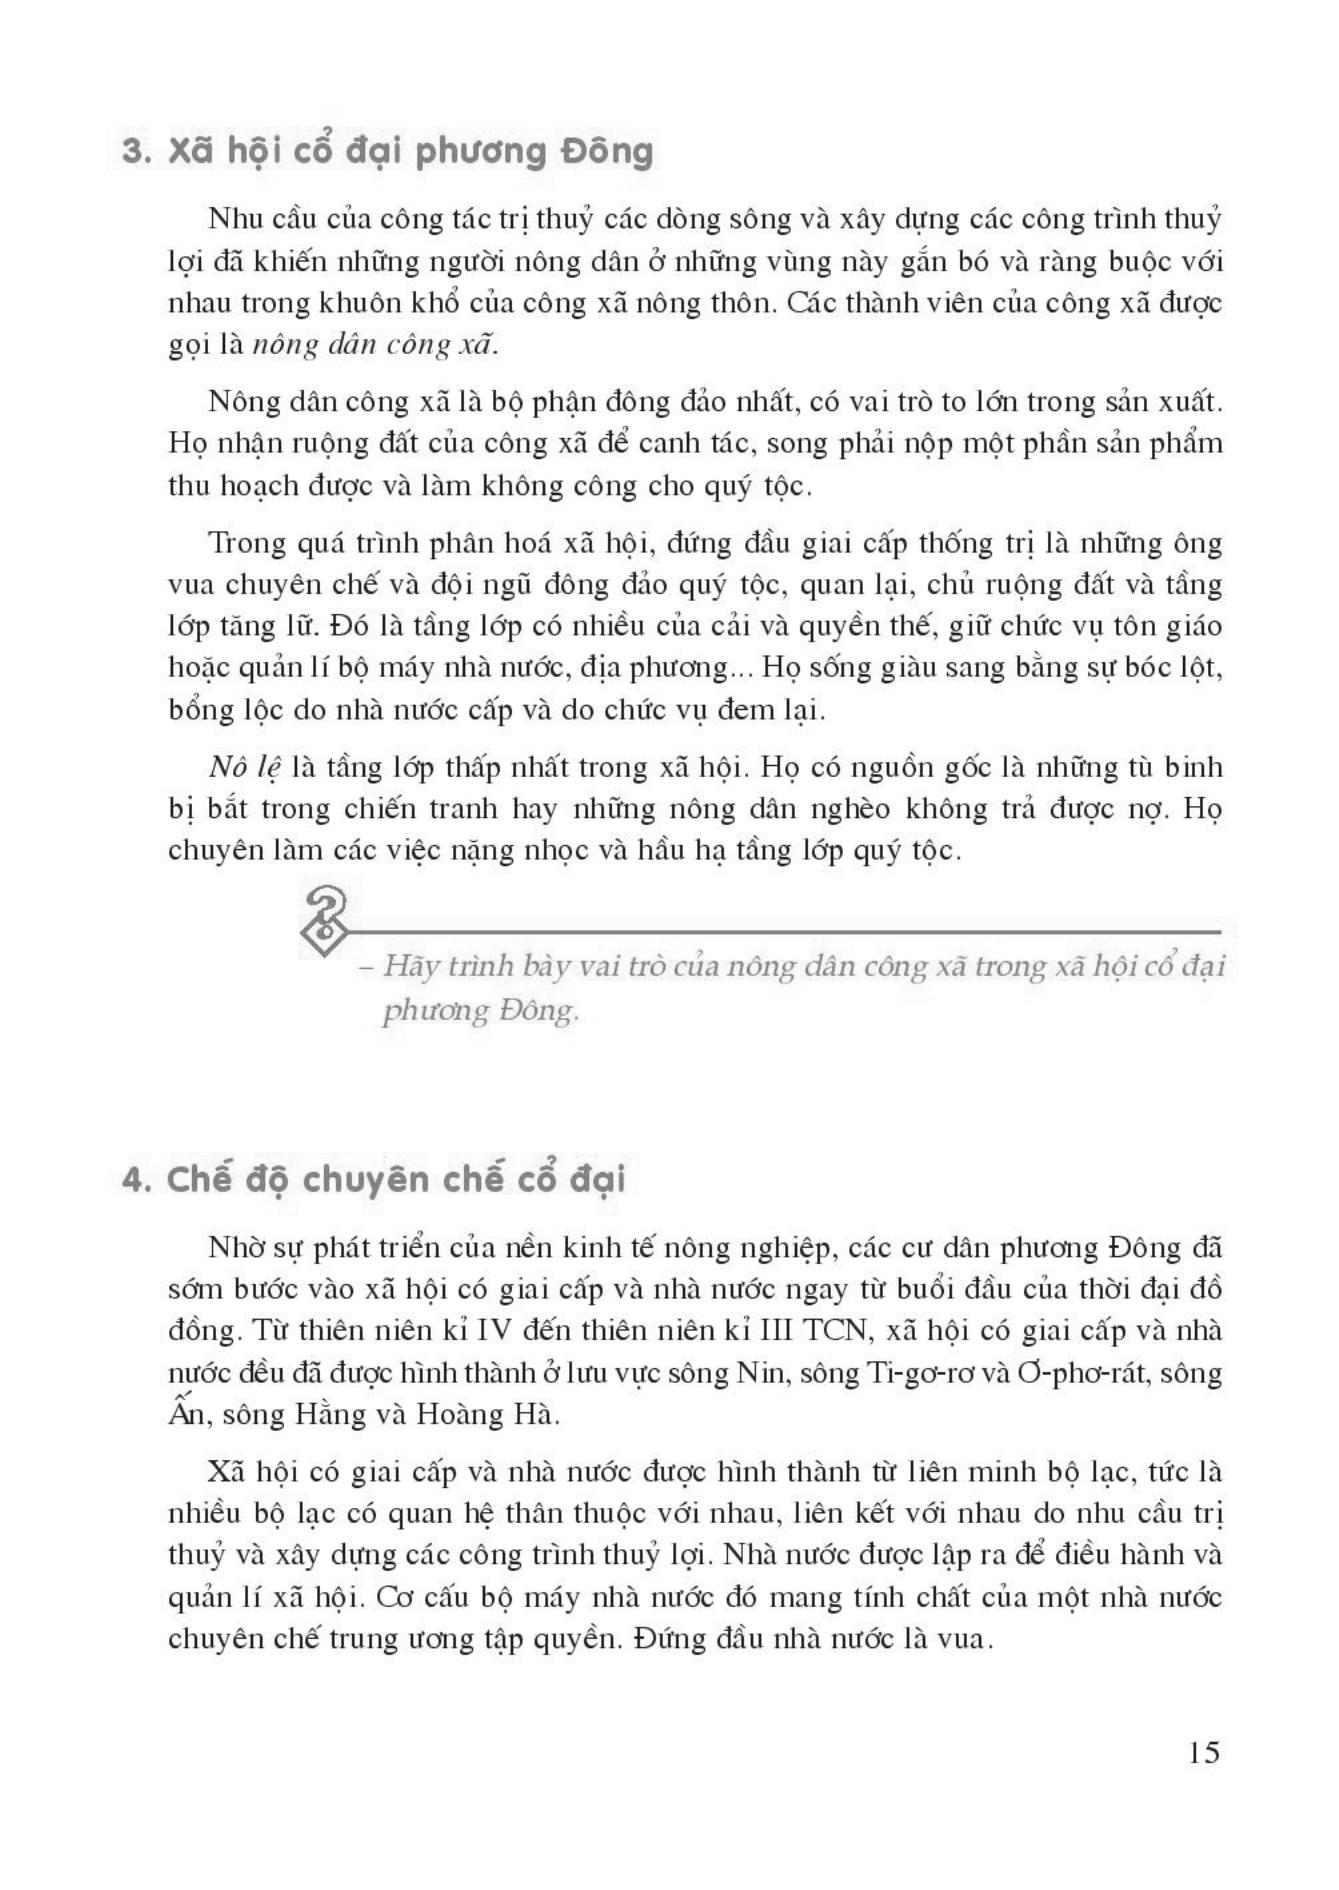 3. Xã hội cổ đại phương Đông
Nhu cầu của công tác trị thuỷ các dòng sông và xây dựng các công trình thuỷ
lợi đã khiến những người nông dân ở những vùng này gắn bó và ràng buộc với
nhau trong khuôn khổ của công xã nông thôn. Các thành viên của công xã được
gọi là nông dân công xã.
Nông dân công xã là bộ phận đông đảo nhất, có vai trò to lớn trong sản xuất.
Họ nhận ruộng đất của công xã để canh tác, song phải nộp một phần sản phẩm
thu hoạch được và làm không công cho quý tộc.
Trong quá trình phân hoá xã hội, đứng đầu giai cấp thống trị là những ông
vua chuyên chế và đội ngũ đông đảo quý tộc, quan lại, chủ ruộng đất và tầng
lớp tăng lữ. Đó là tầng lớp có nhiều của cải và quyền thế, giữ chức vụ tôn giáo
hoặc quản lí bộ máy nhà nước, địa phương... Họ sống giàu sang bằng sự bóc lột,
bổng lộc do nhà nước cấp và do chức vụ đem lại.
Nô lệ là tầng lớp thấp nhất trong xã hội. Họ có nguồn gốc là những tù binh
bị bắt trong chiến tranh hay những nông dân nghèo không trả được nợ. Họ
chuyên làm các việc nặng nhọc và hầu hạ tầng lớp quý tộc.
?
– Hãy trình bày vai trò của nông dân công xã trong xã hội cổ đại
phương Đông.
4. Chế độ chuyên chế cổ đại
Nhờ sự phát triển của nền kinh tế nông nghiệp, các cư dân phương Đông đã
sớm bước vào xã hội có giai cấp và nhà nước ngay từ buổi đầu của thời đại đồ
đồng. Từ thiên niên kỉ IV đến thiên niên kỉ III TCN, xã hội có giai cấp và nhà
nước đều đã được hình thành ở lưu vực sông Nin, sông Ti-gơ-rơ và Ơ-phơ-rát, sông
Ấn, sông Hằng và Hoàng Hà.
Xã hội có giai cấp và nhà nước được hình thành từ liên minh bộ lạc, tức là
nhiều bộ lạc có quan hệ thân thuộc với nhau, liên kết với nhau do nhu cầu trị
thuỷ và xây dựng các công trình thuỷ lợi. Nhà nước được lập ra để điều hành và
quản lí xã hội. Cơ cấu bộ máy nhà nước đó mang tính chất của một nhà nước
chuyên chế trung ương tập quyền. Đứng đầu nhà nước là vua.
15